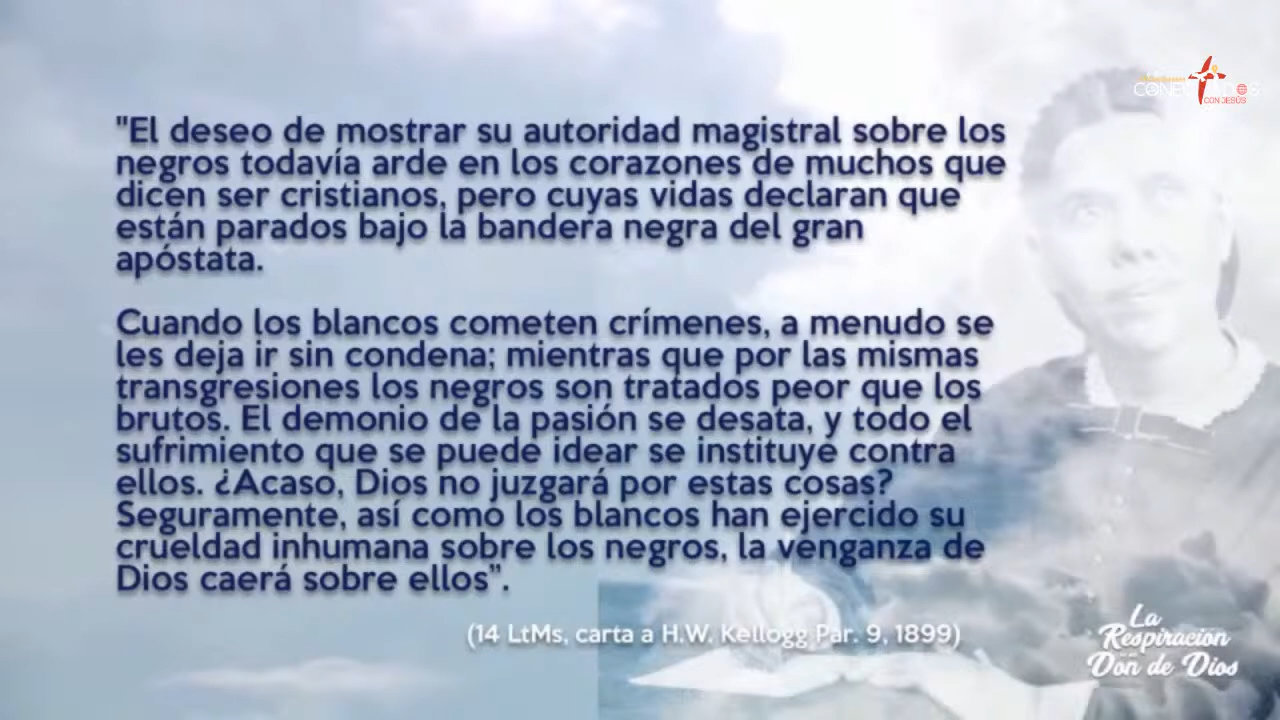 CON JESÚS
"El deseo de mostrar su autoridad magistral sobre los
negros todavía arde en los corazones de muchos que
dicen ser cristianos, pero cuyas vidas declaran que
están parados bajo la bandera negra del gran
apóstata.
Cuando los blancos cometen crímenes, a menudo se
les deja ir sin condena; mientras que por las mismas
transgresiones los negros son tratados peor que los
brutos. El demonio de la pasión se desata, y todo el
sufrimiento que se puede idear se instituye contra
ellos. ¿Acaso, Dios no juzgará por estas cosas?
Seguramente, así como los blancos han ejercido su
crueldad inhumana sobre los negros, la venganza de
Dios caerá sobre ellos".
(14 LtMs, carta a H.W. Kellogg Par. 9, 1899)
La
Respiracion
Don de Dios